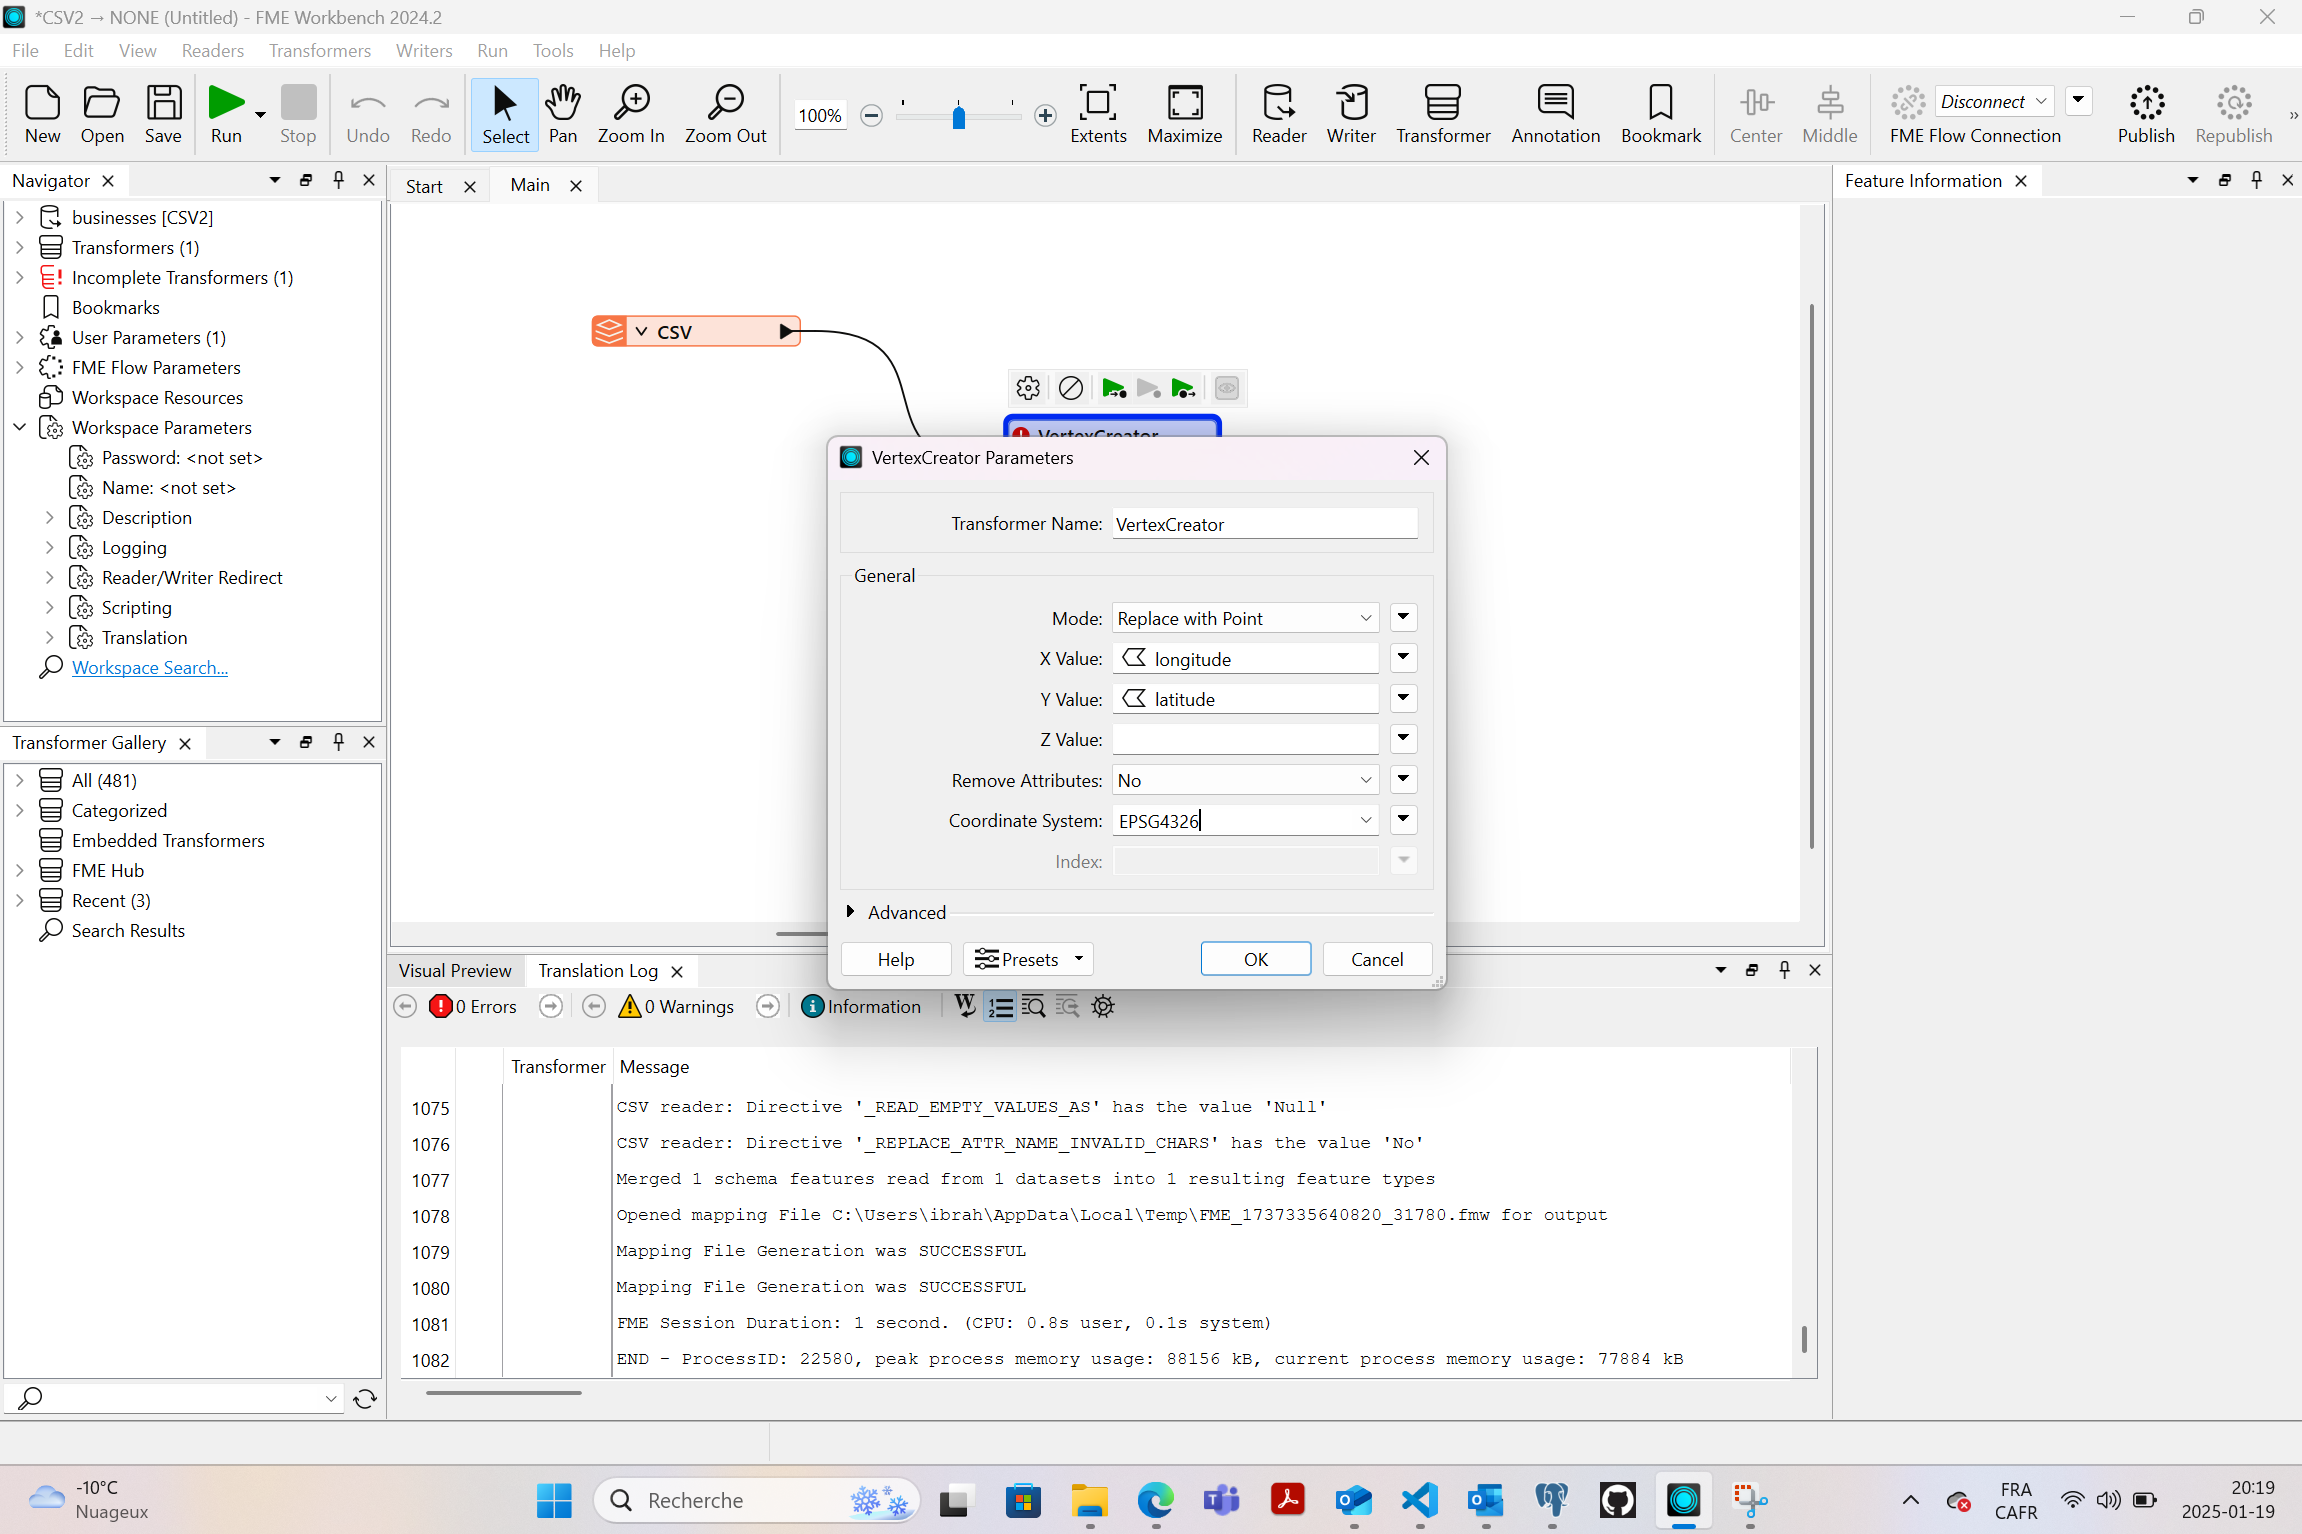 *CSV2 → NONE (Untitled) - FME Workbench 2024.2
File Edit View Readers Transformers Writers Run Tools Help
New Open Save Run Stop Undo Redo Select Pan Zoom In Zoom Out 100% Extents Maximize Reader Writer Transformer Annotation Bookmark Center Middle Disconnect FME Flow Connection Publish Republish »
Navigator
businesses [CSV2]
Transformers (1)
Incomplete Transformers (1)
Bookmarks
User Parameters (1)
FME Flow Parameters
Workspace Resources
Workspace Parameters
Password: <not set>
Name: <not set>
Description
Logging
Reader/Writer Redirect
Scripting
Translation
Workspace Search...
Transformer Gallery
All (481)
Categorized
Embedded Transformers
FME Hub
Recent (3)
Search Results
Start Main
CSV
VertexCreator
VertexCreator Parameters
Transformer Name: VertexCreator
General
Mode: Replace with Point
X Value: longitude
Y Value: latitude
Z Value:
Remove Attributes: No
Coordinate System: EPSG4326
Index:
Advanced
Help Presets OK Cancel
Feature Information
Visual Preview Translation Log
0 Errors 0 Warnings Information
Transformer Message
1075 CSV reader: Directive '_READ_EMPTY_VALUES_AS' has the value 'Null'
1076 CSV reader: Directive '_REPLACE_ATTR_NAME_INVALID_CHARS' has the value 'No'
1077 Merged 1 schema features read from 1 datasets into 1 resulting feature types
1078 Opened mapping File C:\Users\ibrah\AppData\Local\Temp\FME_1737335640820_31780.fmw for output
1079 Mapping File Generation was SUCCESSFUL
1080 Mapping File Generation was SUCCESSFUL
1081 FME Session Duration: 1 second. (CPU: 0.8s user, 0.1s system)
1082 END - ProcessID: 22580, peak process memory usage: 88156 kB, current process memory usage: 77884 kB
-10°C
Nuageux
Recherche
FRA
CAFR
20:19
2025-01-19